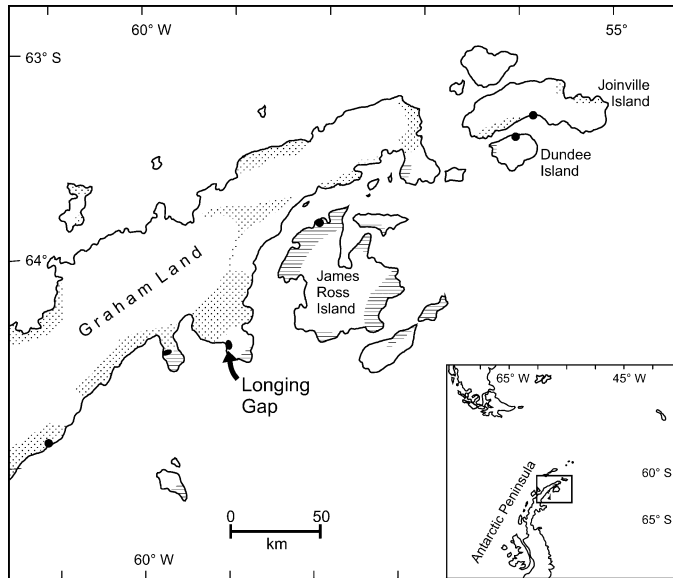 60° W
55°
63° S
Joinville
Island
Dundee
Island
64°
Graham Land
James
Ross
Island
Longing
Gap
0 50
km
60° W
65° W 45° W
60° S
65° S
Antarctic Peninsula